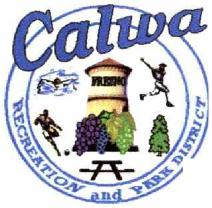 Calwa
FRESNO
RECREATION and PARK DISTRICT